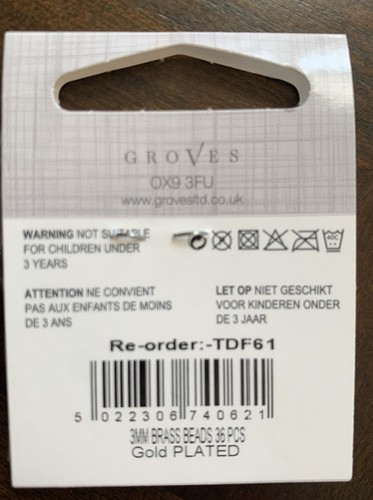 GROVES
OX9 3FU
www.grovesltd.co.uk
WARNING NOT SUITABLE
FOR CHILDREN UNDER
3 YEARS
ATTENTION NE CONVIENT
PAS AUX ENFANTS DE MOINS
DE 3 ANS
LET OP NIET GESCHIKT
VOOR KINDEREN ONDER
DE 3 JAAR
Re-order:-TDF61
5 022306 740621
3MM BRASS BEADS 36 PCS
Gold PLATED